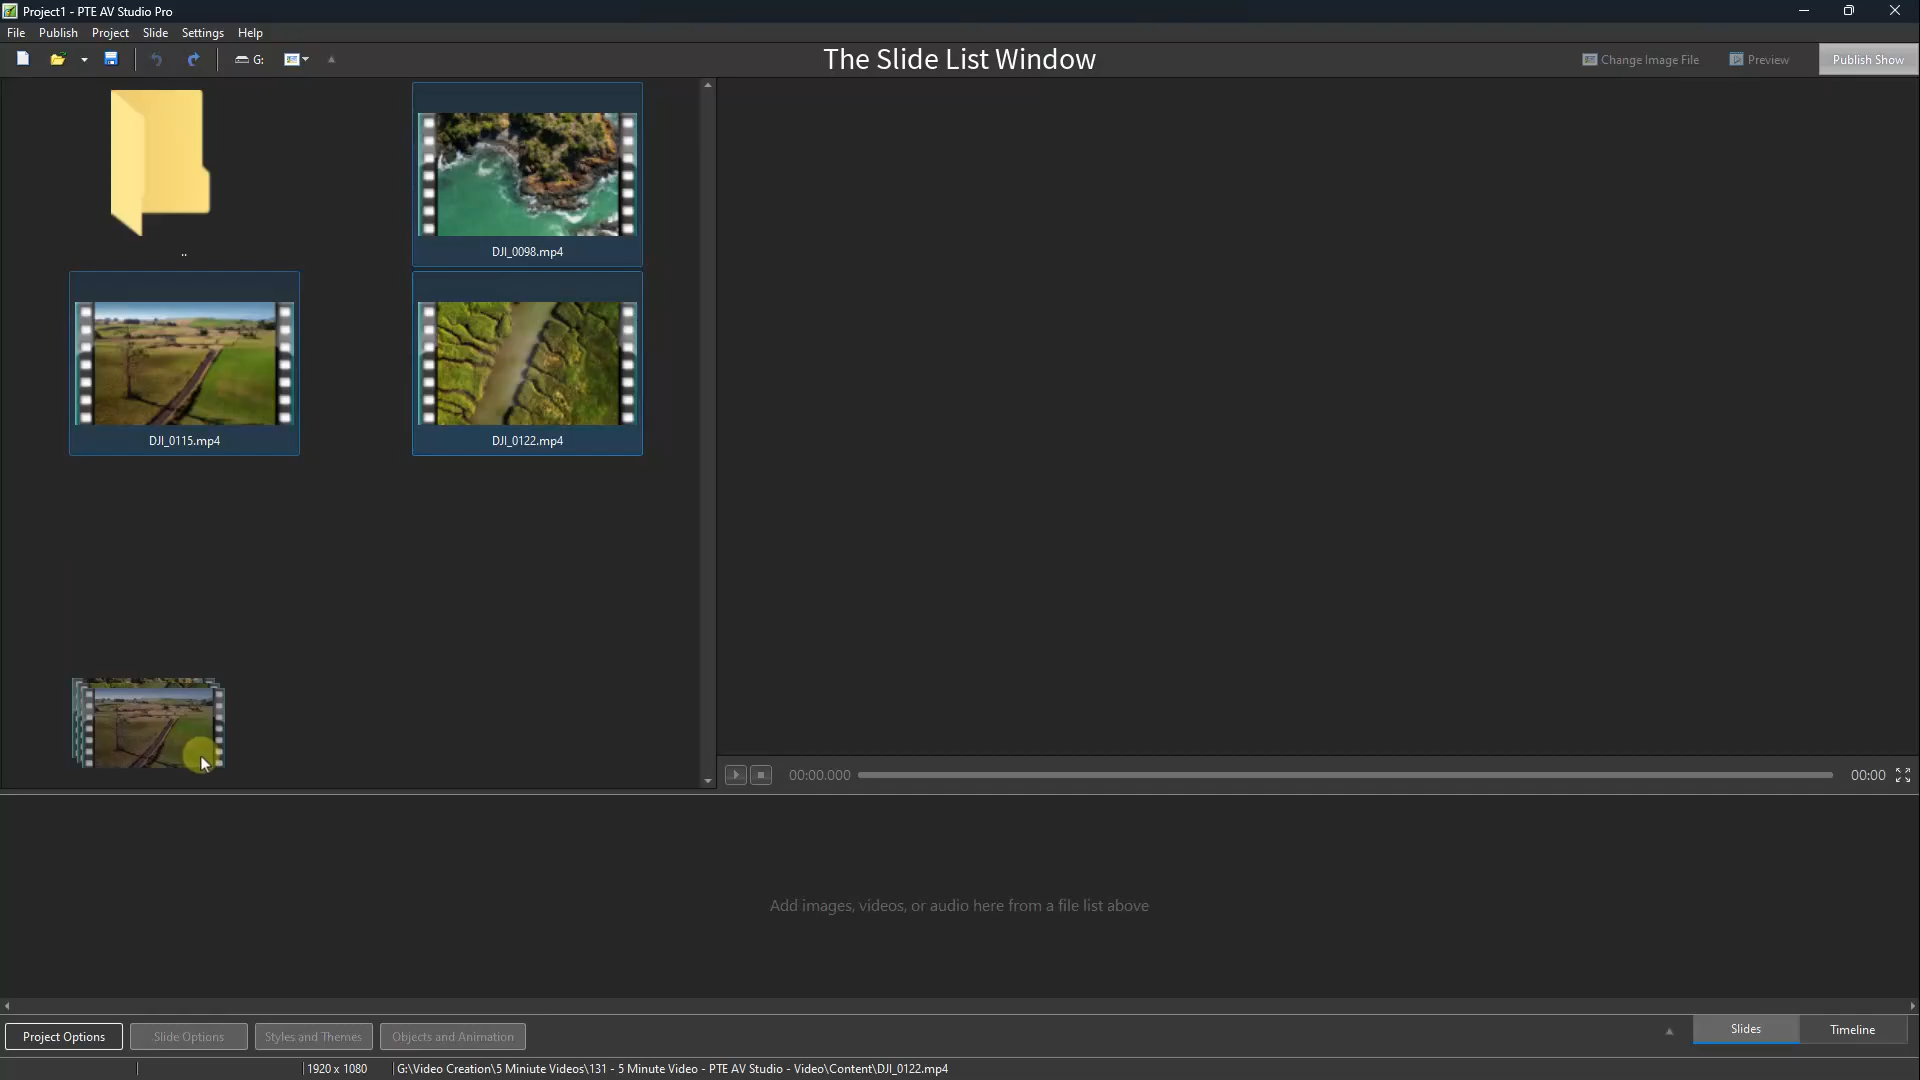 Project1 - PTE AV Studio Pro
File Publish Project Slide Settings Help
G:
The Slide List Window
Change Image File Preview Publish Show
..
DJI_0098.mp4
DJI_0115.mp4
DJI_0122.mp4
00:00.000
00:00
Add images, videos, or audio here from a file list above
Project Options Slide Options Styles and Themes Objects and Animation
Slides Timeline
1920 x 1080 G:\Video Creation\5 Miniute Videos\131 - 5 Minute Video - PTE AV Studio - Video\Content\DJI_0122.mp4